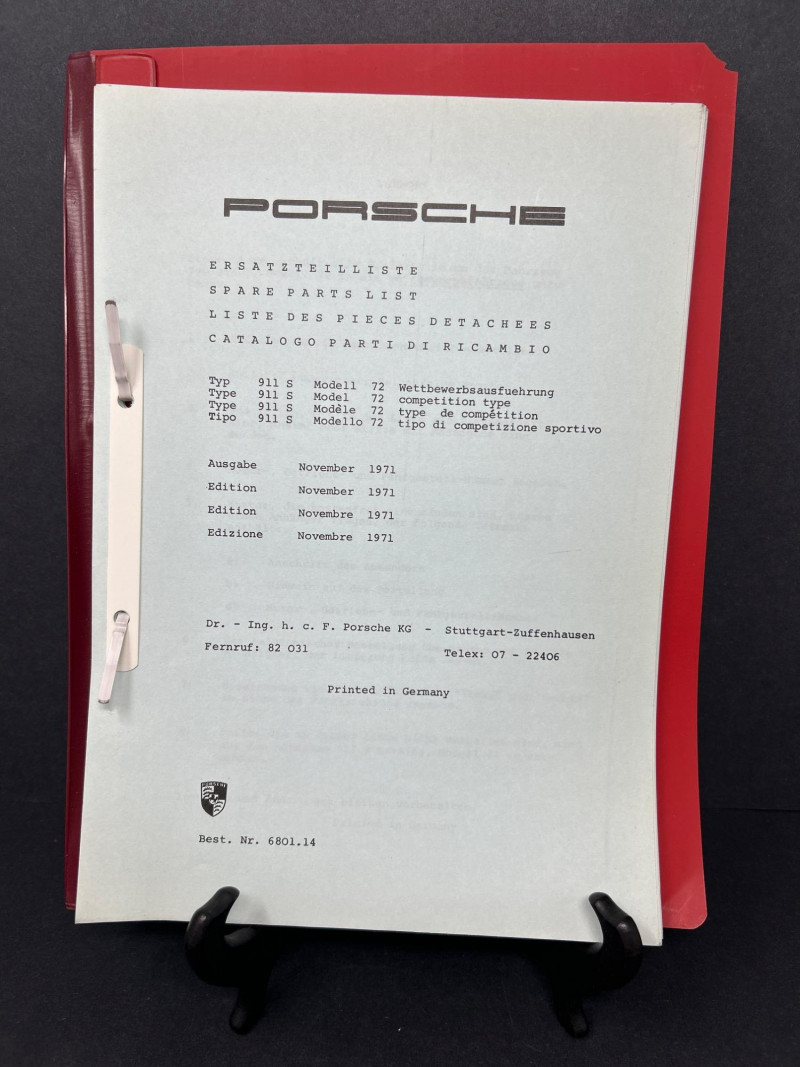 PORSCHE
ERSATZTEILLISTE
SPARE PARTS LIST
LISTE DES PIECES DETACHEES
CATALOGO PARTI DI RICAMBIO
Typ 911 S Modell 72 Wettbewerbsausfuehrung
Type 911 S Model 72 competition type
Type 911 S Modèle 72 type de compétition
Tipo 911 S Modello 72 tipo di competizione sportivo
Ausgabe November 1971
Edition November 1971
Edition Novembre 1971
Edizione Novembre 1971
Dr. - Ing. h. c. F. Porsche KG - Stuttgart-Zuffenhausen
Fernruf: 82 031 Telex: 07 - 22406
Printed in Germany
PORSCHE
Best. Nr. 6801.14